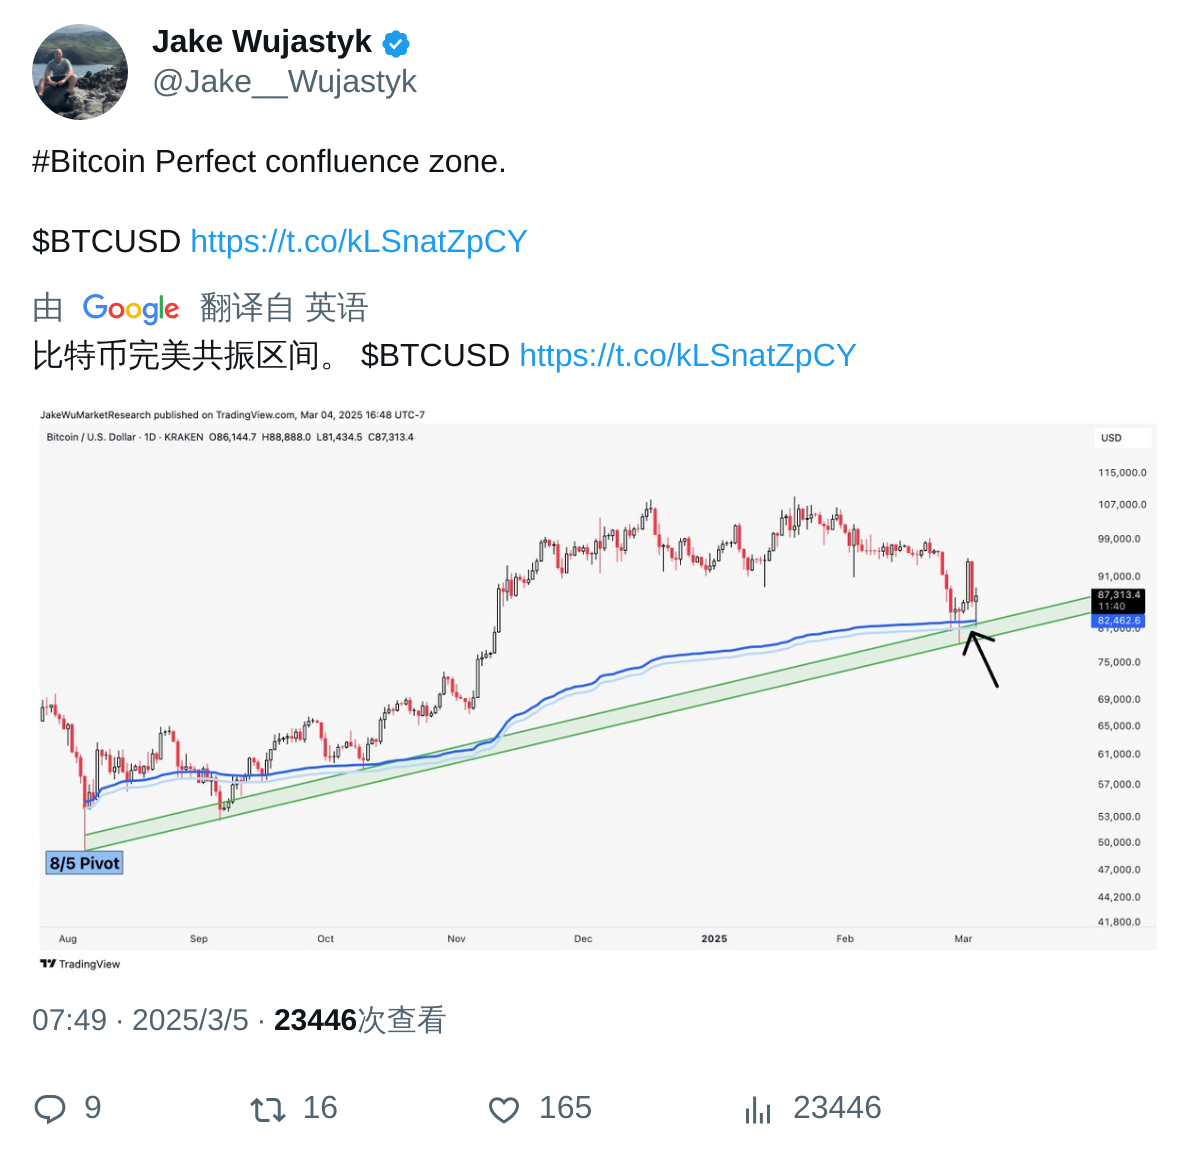 Jake Wujastyk
@Jake__Wujastyk
#Bitcoin Perfect confluence zone.
$BTCUSD https://t.co/kLSnatZpCY
由 Google 翻译自 英语
比特币完美共振区间。 $BTCUSD https://t.co/kLSnatZpCY
JakeWuMarketResearch published on TradingView.com, Mar 04, 2025 16:48 UTC-7
Bitcoin / U.S. Dollar · 1D · KRAKEN O86,144.7 H88,888.0 L81,434.5 C87,313.4
USD
115,000.0
107,000.0
99,000.0
91,000.0
87,313.4
11:40
82,462.6
81,000.0
75,000.0
69,000.0
65,000.0
61,000.0
57,000.0
53,000.0
50,000.0
47,000.0
44,200.0
41,800.0
8/5 Pivot
Aug Sep Oct Nov Dec 2025 Feb Mar
TradingView
07:49 · 2025/3/5 · 23446次查看
9 16 165 23446